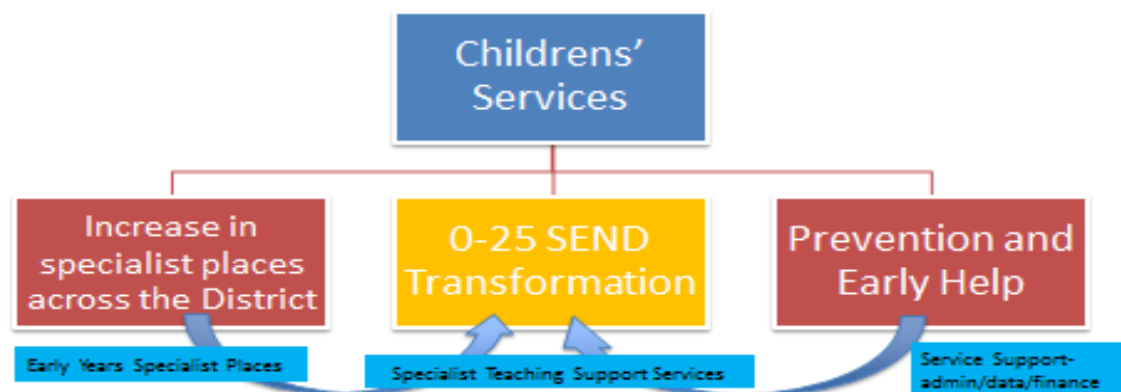 Childrens’
Services
Increase in
specialist places
across the District
0-25 SEND
Transformation
Prevention and
Early Help
Early Years Specialist Places
Specialist Teaching Support Services
Service Support-
admin/data/finance